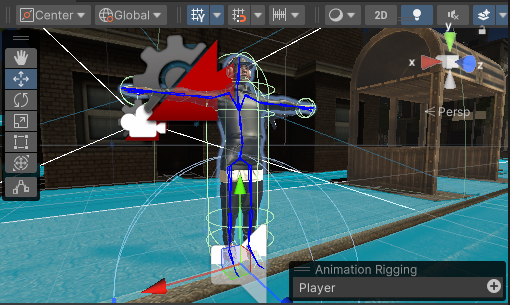 Center Global 2D
y
x z
Persp
Animation Rigging
Player